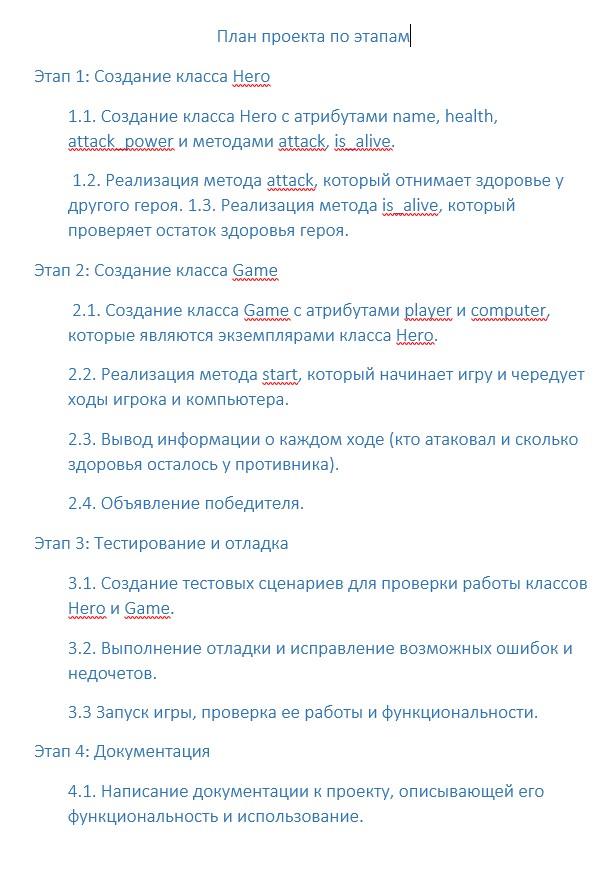 План проекта по этапам
Этап 1: Создание класса Hero
1.1. Создание класса Hero с атрибутами name, health,
attack_power и методами attack, is_alive.
1.2. Реализация метода attack, который отнимает здоровье у
другого героя. 1.3. Реализация метода is_alive, который
проверяет остаток здоровья героя.
Этап 2: Создание класса Game
2.1. Создание класса Game с атрибутами player и computer,
которые являются экземплярами класса Hero.
2.2. Реализация метода start, который начинает игру и чередует
ходы игрока и компьютера.
2.3. Вывод информации о каждом ходе (кто атаковал и сколько
здоровья осталось у противника).
2.4. Объявление победителя.
Этап 3: Тестирование и отладка
3.1. Создание тестовых сценариев для проверки работы классов
Hero и Game.
3.2. Выполнение отладки и исправление возможных ошибок и
недочетов.
3.3 Запуск игры, проверка ее работы и функциональности.
Этап 4: Документация
4.1. Написание документации к проекту, описывающей его
функциональность и использование.